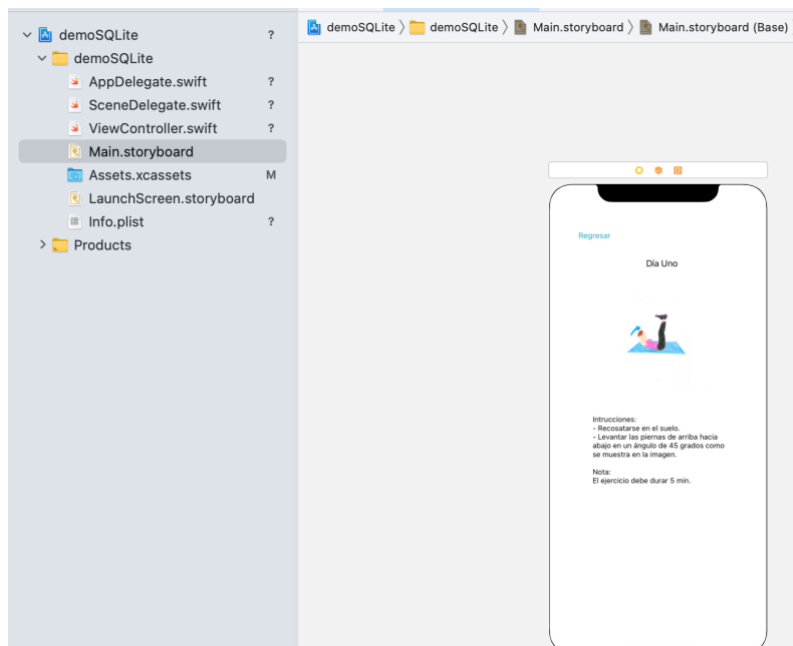 demoSQLite ?
demoSQLite
AppDelegate.swift ?
SceneDelegate.swift ?
ViewController.swift ?
Main.storyboard
Assets.xcassets M
LaunchScreen.storyboard
Info.plist ?
Products
demoSQLite 〉 demoSQLite 〉 Main.storyboard 〉 Main.storyboard (Base)
Regresar
Día Uno
Intrucciones:
- Recosatarse en el suelo.
- Levantar las piernas de arriba hacia
abajo en un ángulo de 45 grados como
se muestra en la imagen.
Nota:
El ejercicio debe durar 5 min.